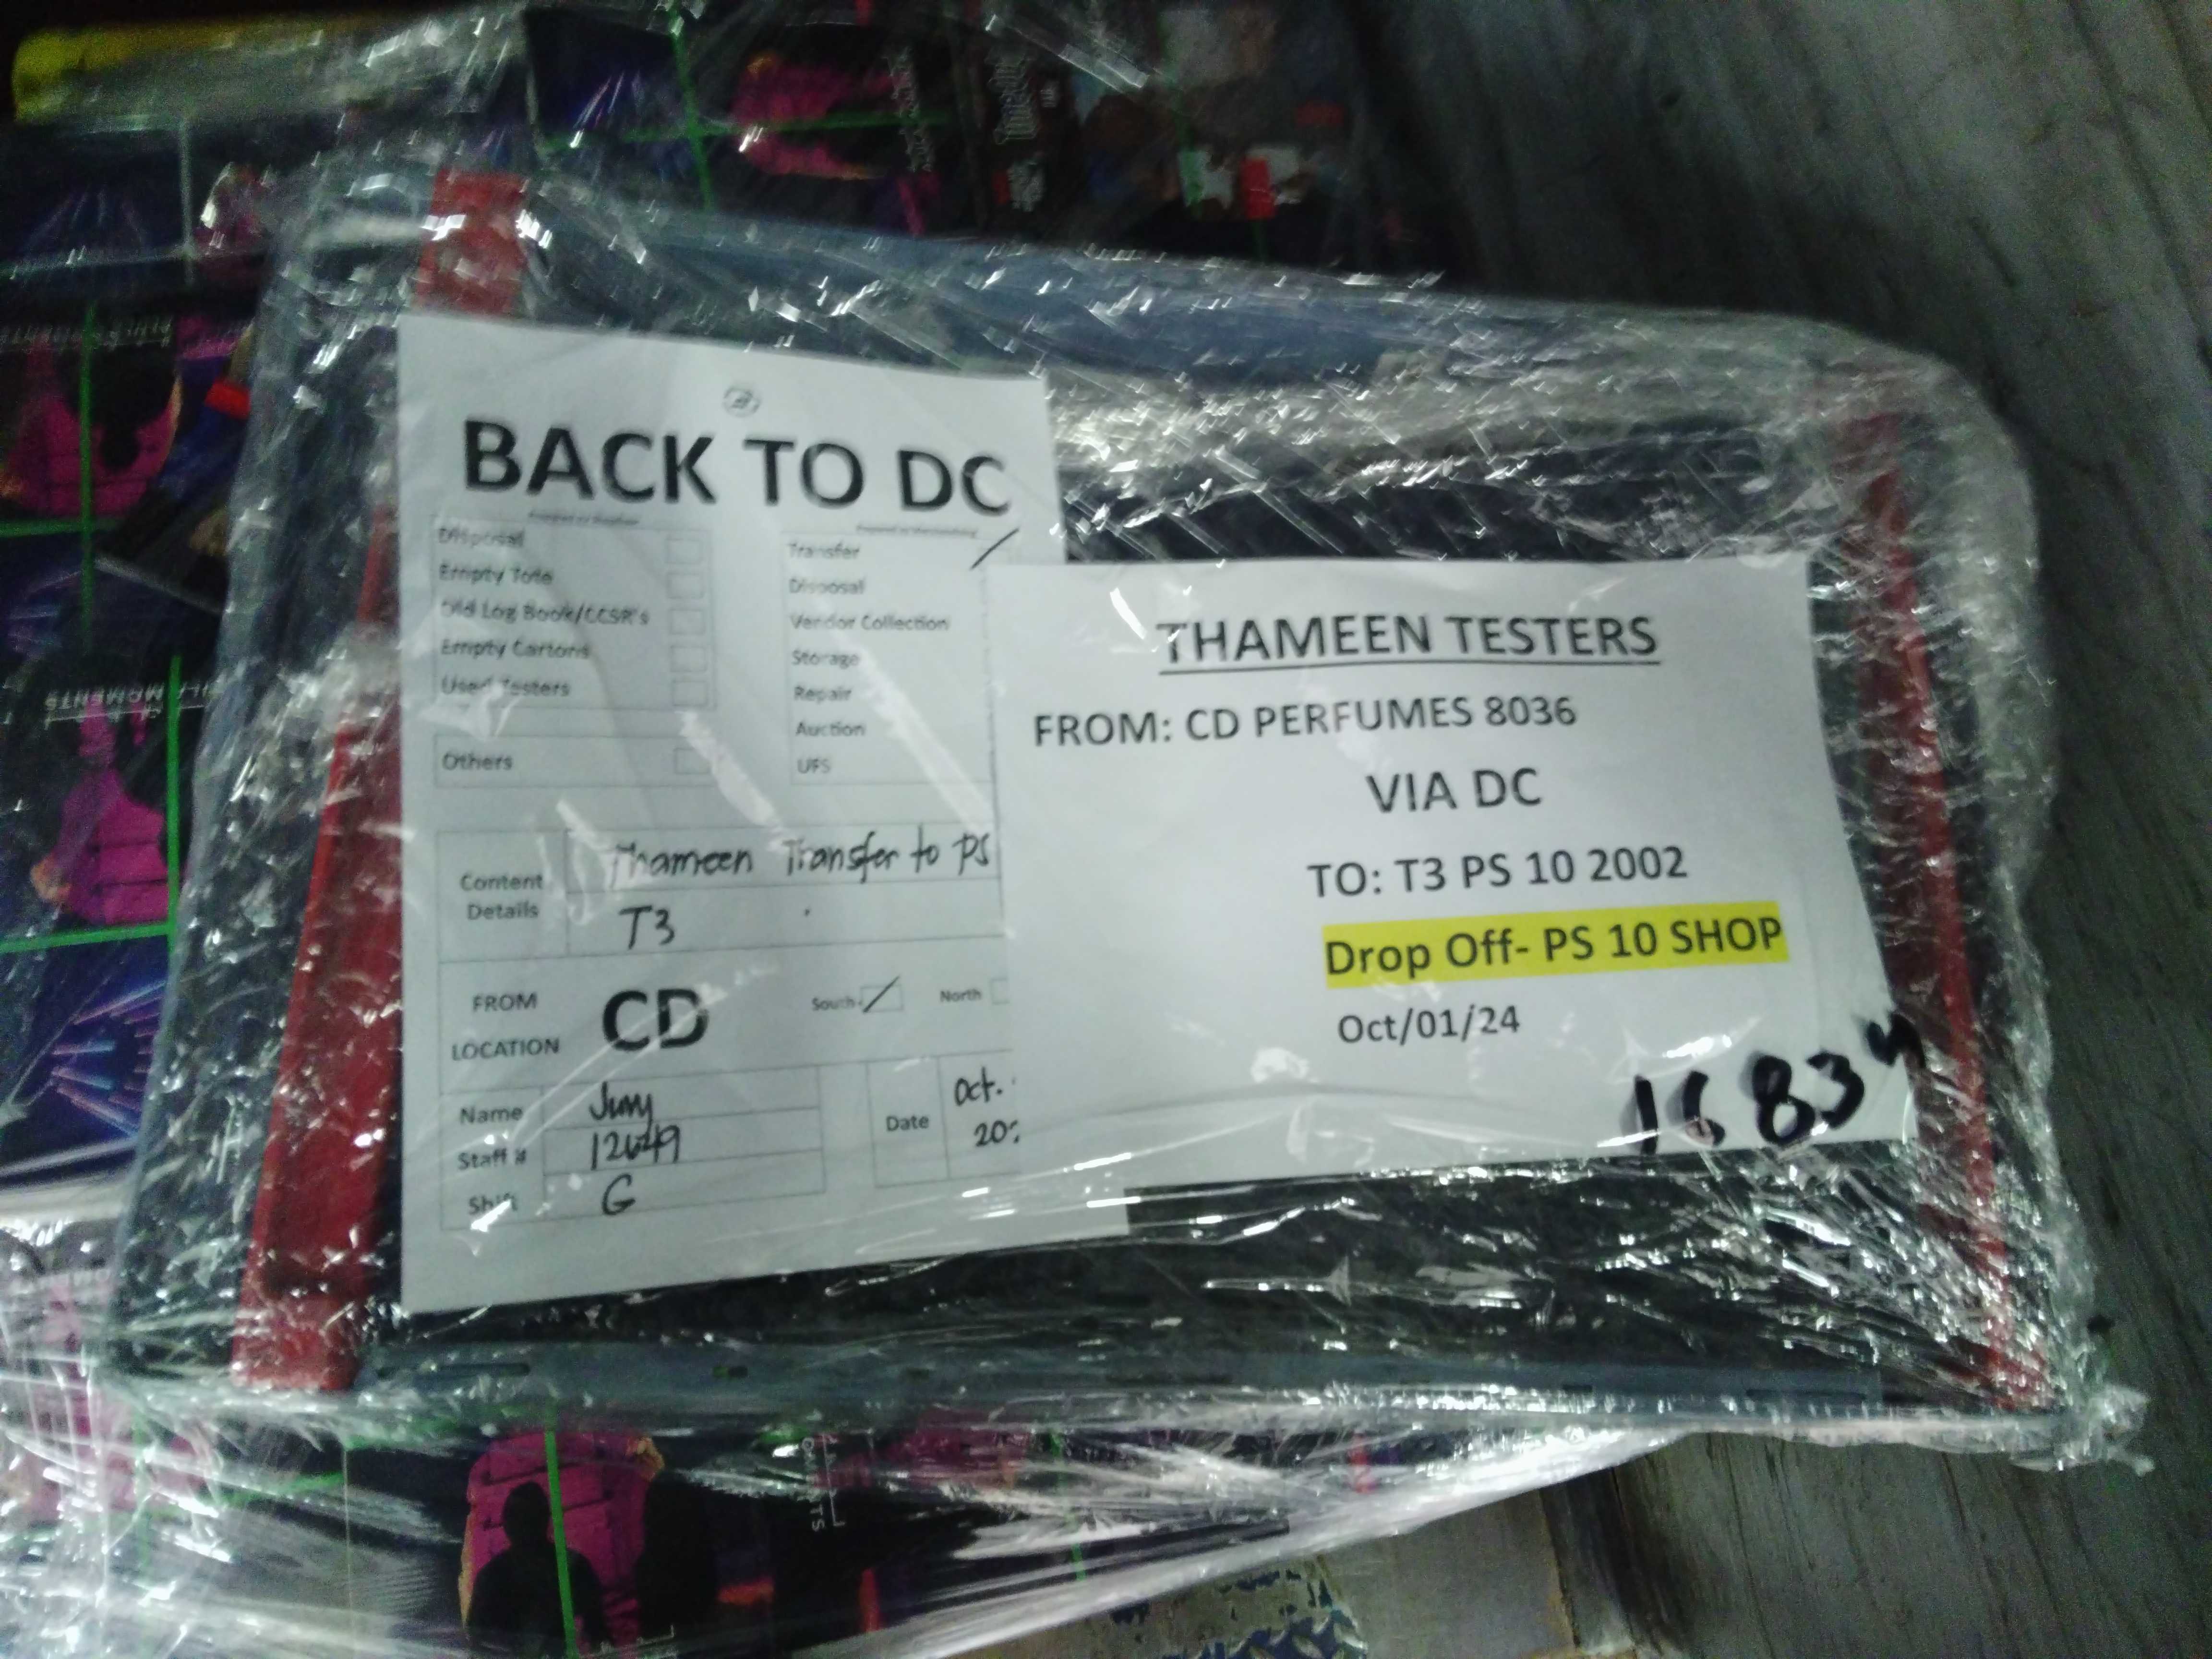 BACK TO DC
Disposal
Empty Tote
Old Log Book/CCSR's
Empty Cartons
Used Testers
Others
Transfer
Disposal
Vendor Collection
Storage
Repair
Auction
UFS
Content Details
Thameen Transfer to PS
T3
FROM LOCATION
CD
South
North
Name
Staff #
12649
Shift
G
Date
Oct.
THAMEEN TESTERS
FROM: CD PERFUMES 8036
VIA DC
TO: T3 PS 10 2002
Drop Off- PS 10 SHOP
Oct/01/24